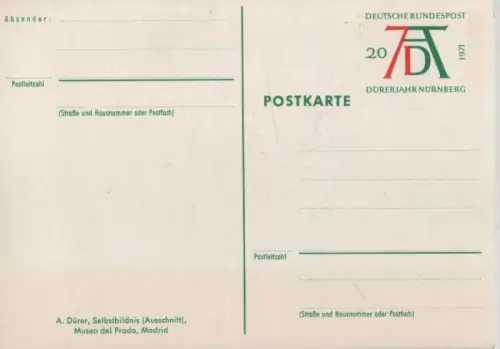 Absender:
Postleitzahl
(Straße und Hausnummer oder Postfach)
A. Dürer, Selbstbildnis (Ausschnitt),
Museo del Prado, Madrid
DEUTSCHE BUNDESPOST
20 AD 1971
DÜRERJAHR NÜRNBERG
POSTKARTE
Postleitzahl
(Straße und Hausnummer oder Postfach)